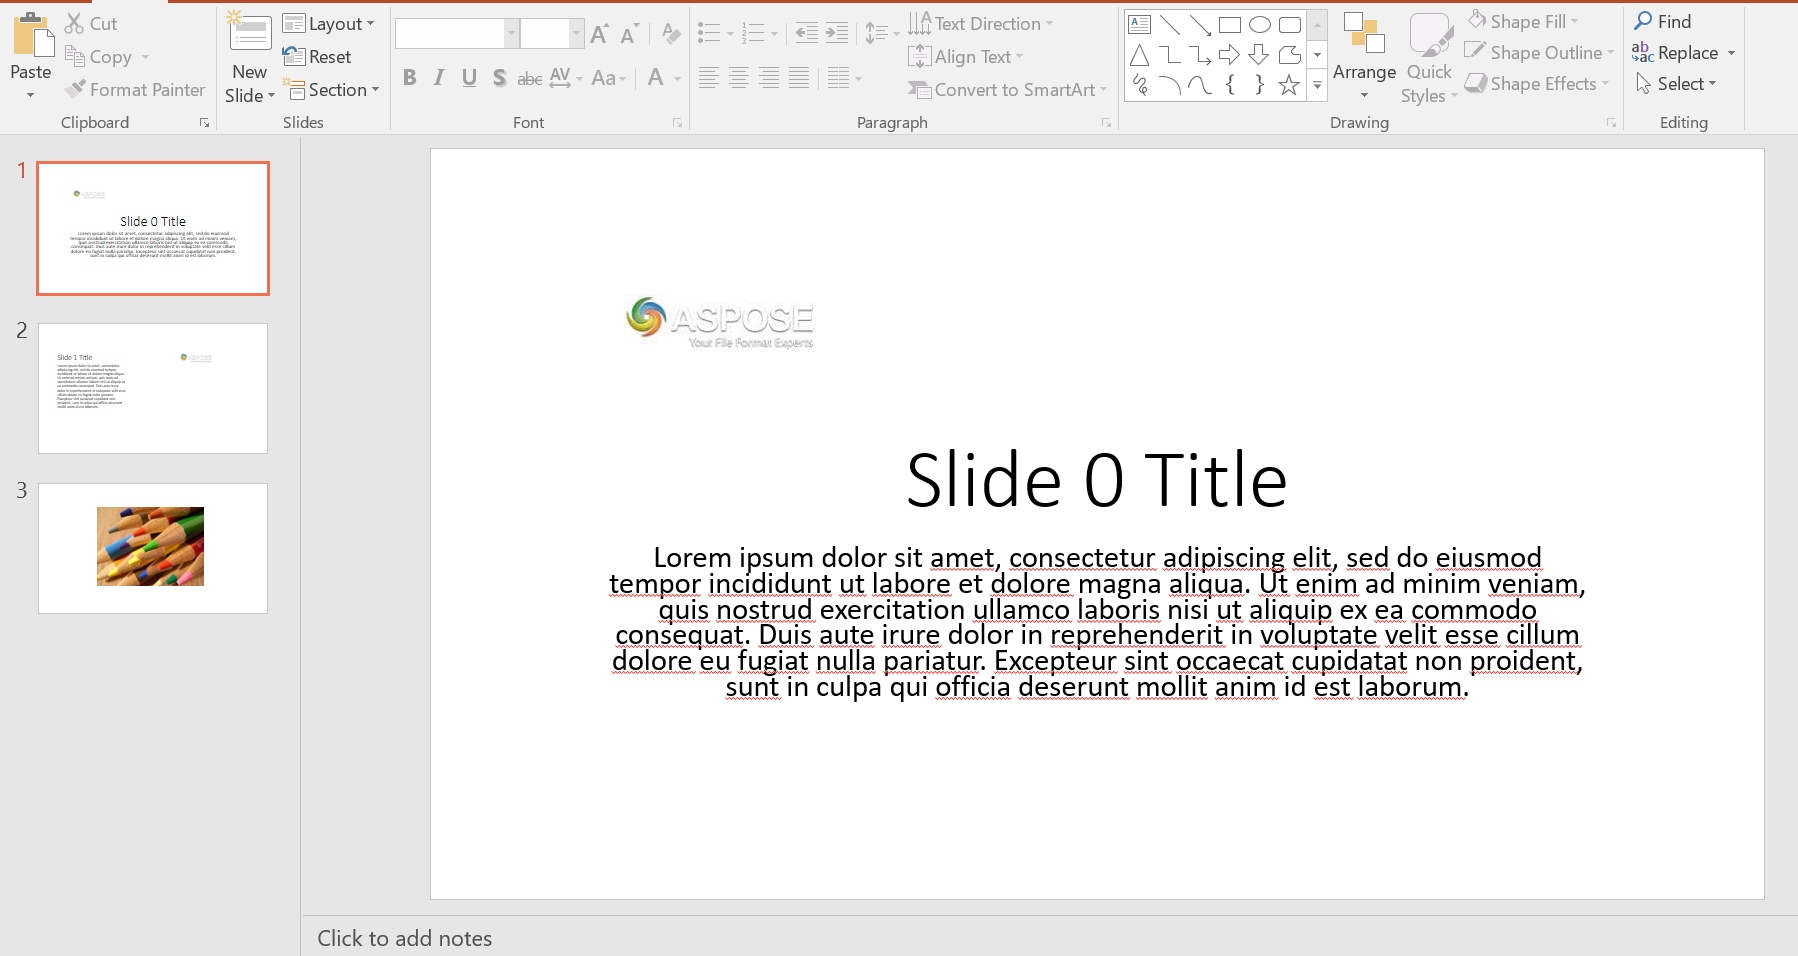 Paste
Cut
Copy
Format Painter
Clipboard
New
Slide
Layout
Reset
Section
Slides
B I U S abc AV Aa A
Font
Text Direction
Align Text
Convert to SmartArt
Paragraph
Arrange
Quick
Styles
Shape Fill
Shape Outline
Shape Effects
Drawing
Find
Replace
Select
Editing
1
Slide 0 Title
Lorem ipsum dolor sit amet, consectetur adipiscing elit, sed do eiusmod
tempor incididunt ut labore et dolore magna aliqua. Ut enim ad minim veniam,
quis nostrud exercitation ullamco laboris nisi ut aliquip ex ea commodo
consequat. Duis aute irure dolor in reprehenderit in voluptate velit esse cillum
dolore eu fugiat nulla pariatur. Excepteur sint occaecat cupidatat non proident,
sunt in culpa qui officia deserunt mollit anim id est laborum.
2
Slide 1 Title
3
ASPOSE
Your File Format Experts
Slide 0 Title
Lorem ipsum dolor sit amet, consectetur adipiscing elit, sed do eiusmod
tempor incididunt ut labore et dolore magna aliqua. Ut enim ad minim veniam,
quis nostrud exercitation ullamco laboris nisi ut aliquip ex ea commodo
consequat. Duis aute irure dolor in reprehenderit in voluptate velit esse cillum
dolore eu fugiat nulla pariatur. Excepteur sint occaecat cupidatat non proident,
sunt in culpa qui officia deserunt mollit anim id est laborum.
Click to add notes